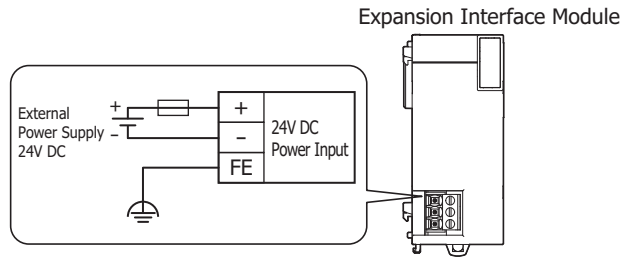 Expansion Interface Module
External
Power Supply
24V DC
+
–
+
–
FE
24V DC
Power Input